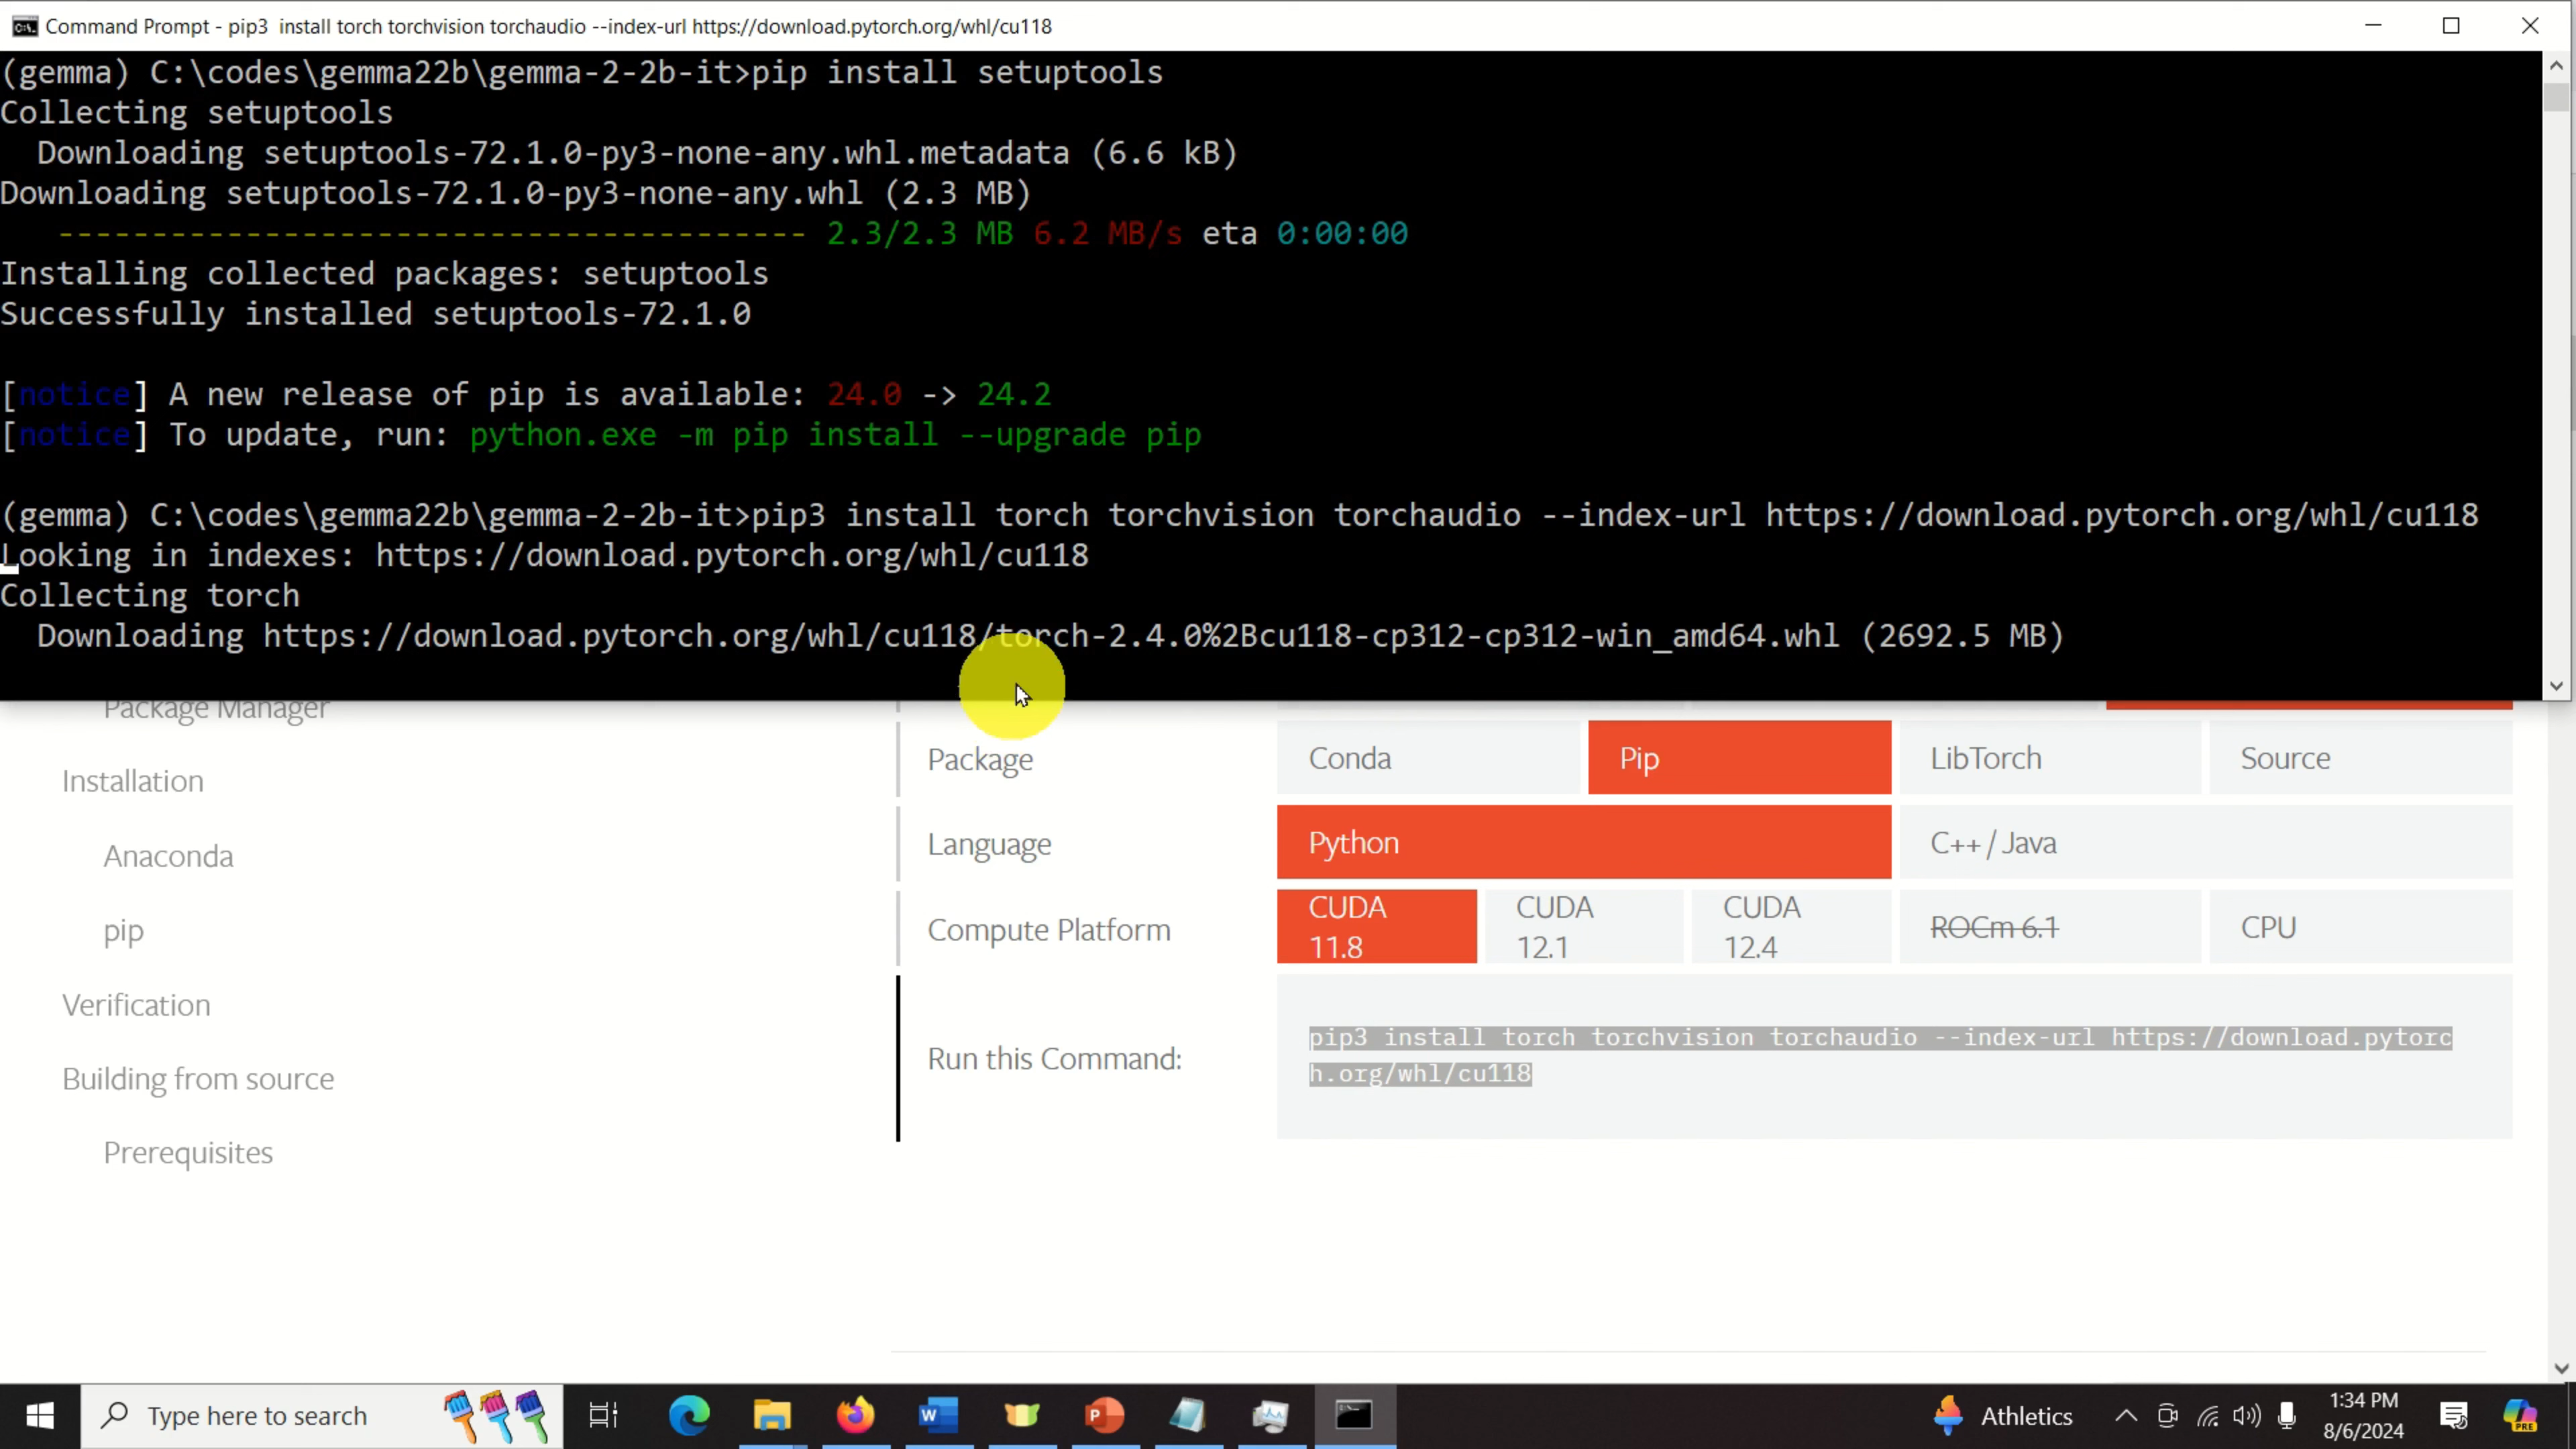 Command Prompt - pip3  install torch torchvision torchaudio --index-url https://download.pytorch.org/whl/cu118
(gemma) C:\codes\gemma22b\gemma-2-2b-it>pip install setuptools
Collecting setuptools
  Downloading setuptools-72.1.0-py3-none-any.whl.metadata (6.6 kB)
Downloading setuptools-72.1.0-py3-none-any.whl (2.3 MB)
   ---------------------------------------- 2.3/2.3 MB 6.2 MB/s eta 0:00:00
Installing collected packages: setuptools
Successfully installed setuptools-72.1.0
[notice] A new release of pip is available: 24.0 -> 24.2
[notice] To update, run: python.exe -m pip install --upgrade pip
(gemma) C:\codes\gemma22b\gemma-2-2b-it>pip3 install torch torchvision torchaudio --index-url https://download.pytorch.org/whl/cu118
Looking in indexes: https://download.pytorch.org/whl/cu118
Collecting torch
  Downloading https://download.pytorch.org/whl/cu118/torch-2.4.0%2Bcu118-cp312-cp312-win_amd64.whl (2692.5 MB)
Package Manager
Installation
Anaconda
pip
Verification
Building from source
Prerequisites
Package
Conda
Pip
LibTorch
Source
Language
Python
C++ / Java
Compute Platform
CUDA
11.8
CUDA
12.1
CUDA
12.4
ROCm 6.1
CPU
Run this Command:
pip3 install torch torchvision torchaudio --index-url https://download.pytorc
h.org/whl/cu118
Type here to search
Athletics
1:34 PM
8/6/2024
PRE